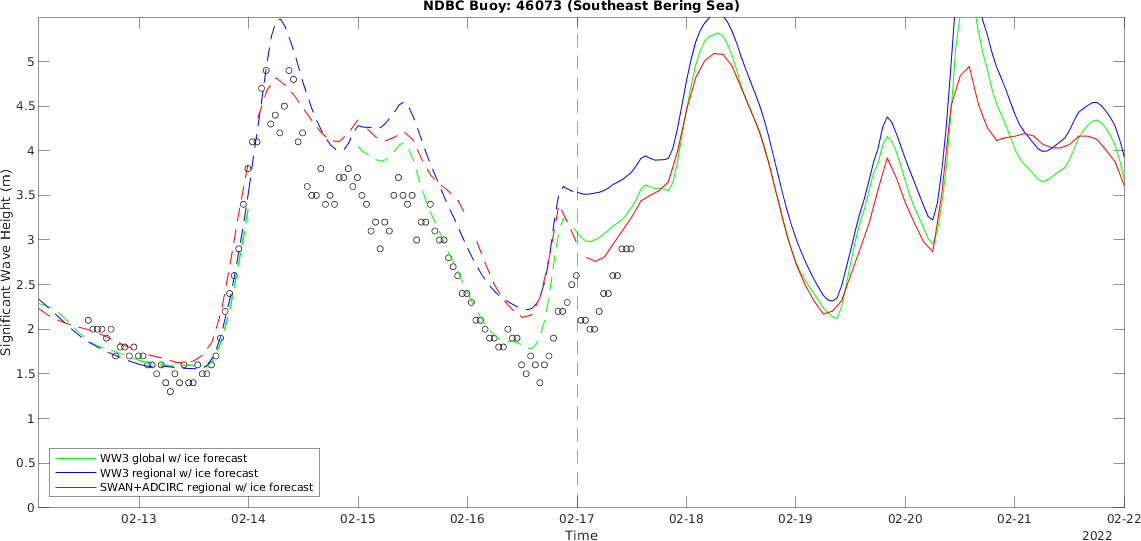 NDBC Buoy: 46073 (Southeast Bering Sea)
Significant Wave Height (m)
5
4.5
4
3.5
3
2.5
2
1.5
1
0.5
0
WW3 global w/ ice forecast
WW3 regional w/ ice forecast
SWAN+ADCIRC regional w/ ice forecast
02-13 02-14 02-15 02-16 02-17 02-18 02-19 02-20 02-21 02-22
Time
2022